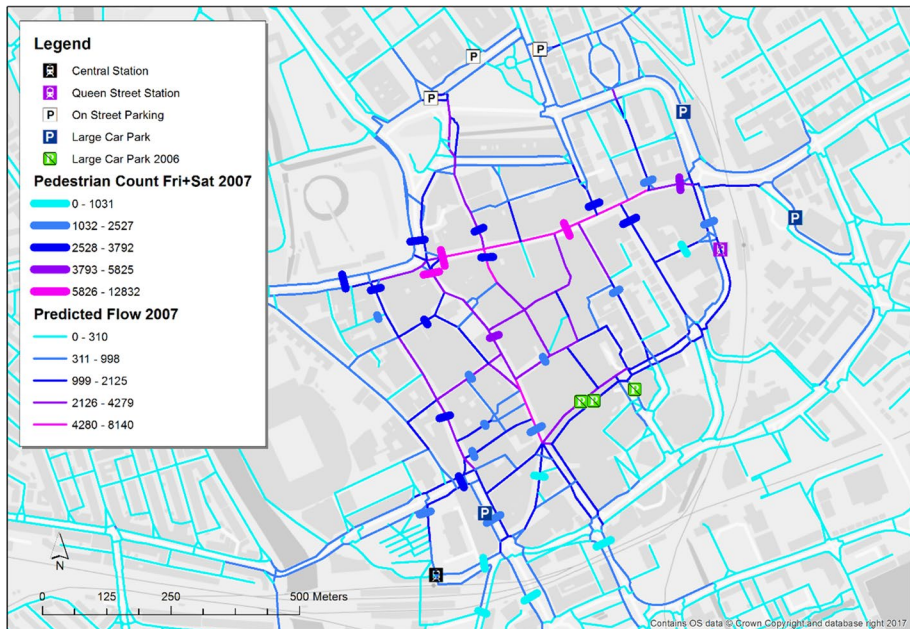 Legend
Central Station
Queen Street Station
P On Street Parking
P Large Car Park
Large Car Park 2006
Pedestrian Count Fri+Sat 2007
0 - 1031
1032 - 2527
2528 - 3792
3793 - 5825
5826 - 12832
Predicted Flow 2007
0 - 310
311 - 998
999 - 2125
2126 - 4279
4280 - 8140
P
P
P
P
P
P
N
0 125 250 500 Meters
Contains OS data © Crown Copyright and database right 2017